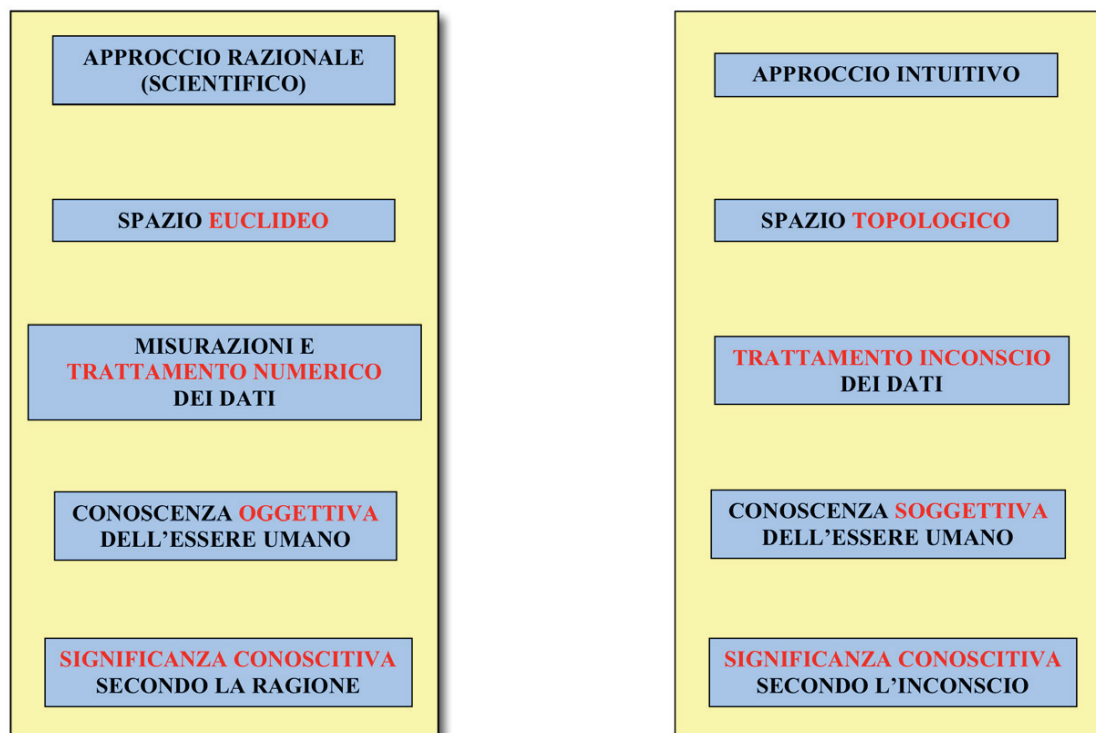 APPROCCIO RAZIONALE
(SCIENTIFICO)
SPAZIO EUCLIDEO
MISURAZIONI E
TRATTAMENTO NUMERICO
DEI DATI
CONOSCENZA OGGETTIVA
DELL'ESSERE UMANO
SIGNIFICANZA CONOSCITIVA
SECONDO LA RAGIONE
APPROCCIO INTUITIVO
SPAZIO TOPOLOGICO
TRATTAMENTO INCONSCIO
DEI DATI
CONOSCENZA SOGGETTIVA
DELL'ESSERE UMANO
SIGNIFICANZA CONOSCITIVA
SECONDO L'INCONSCIO